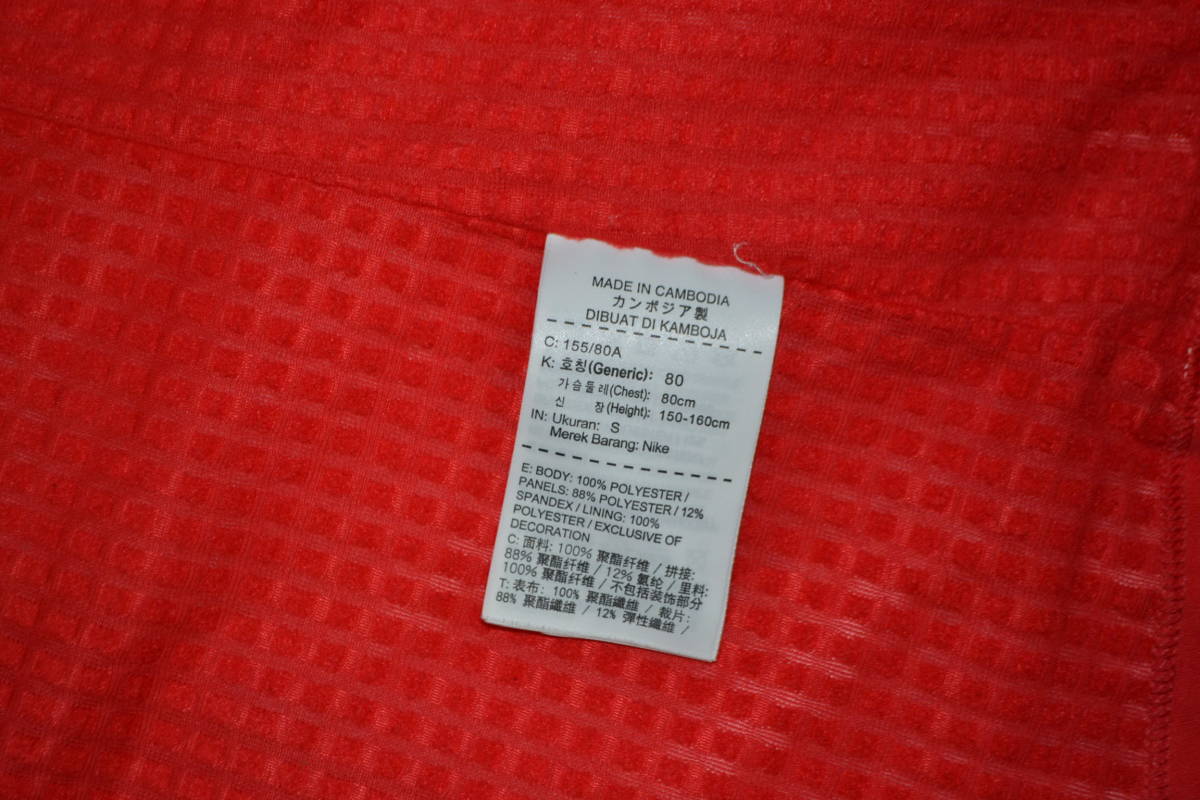 MADE IN CAMBODIA
カンボジア製
DIBUAT DI KAMBOJA
C: 155/80A
K: 호칭(Generic): 80
가슴둘레(Chest): 80cm
신 장(Height): 150-160cm
IN: Ukuran: S
Merek Barang: Nike
E: BODY: 100% POLYESTER /
PANELS: 88% POLYESTER / 12%
SPANDEX / LINING: 100%
POLYESTER / EXCLUSIVE OF
DECORATION
C: 面料: 100% 聚酯纤维 / 拼接:
88% 聚酯纤维 / 12% 氨纶 / 里料:
100% 聚酯纤维 / 不包括装饰部分
T: 表布: 100% 聚酯纖維 / 裁片:
88% 聚酯纖維 / 12% 彈性纖維 /